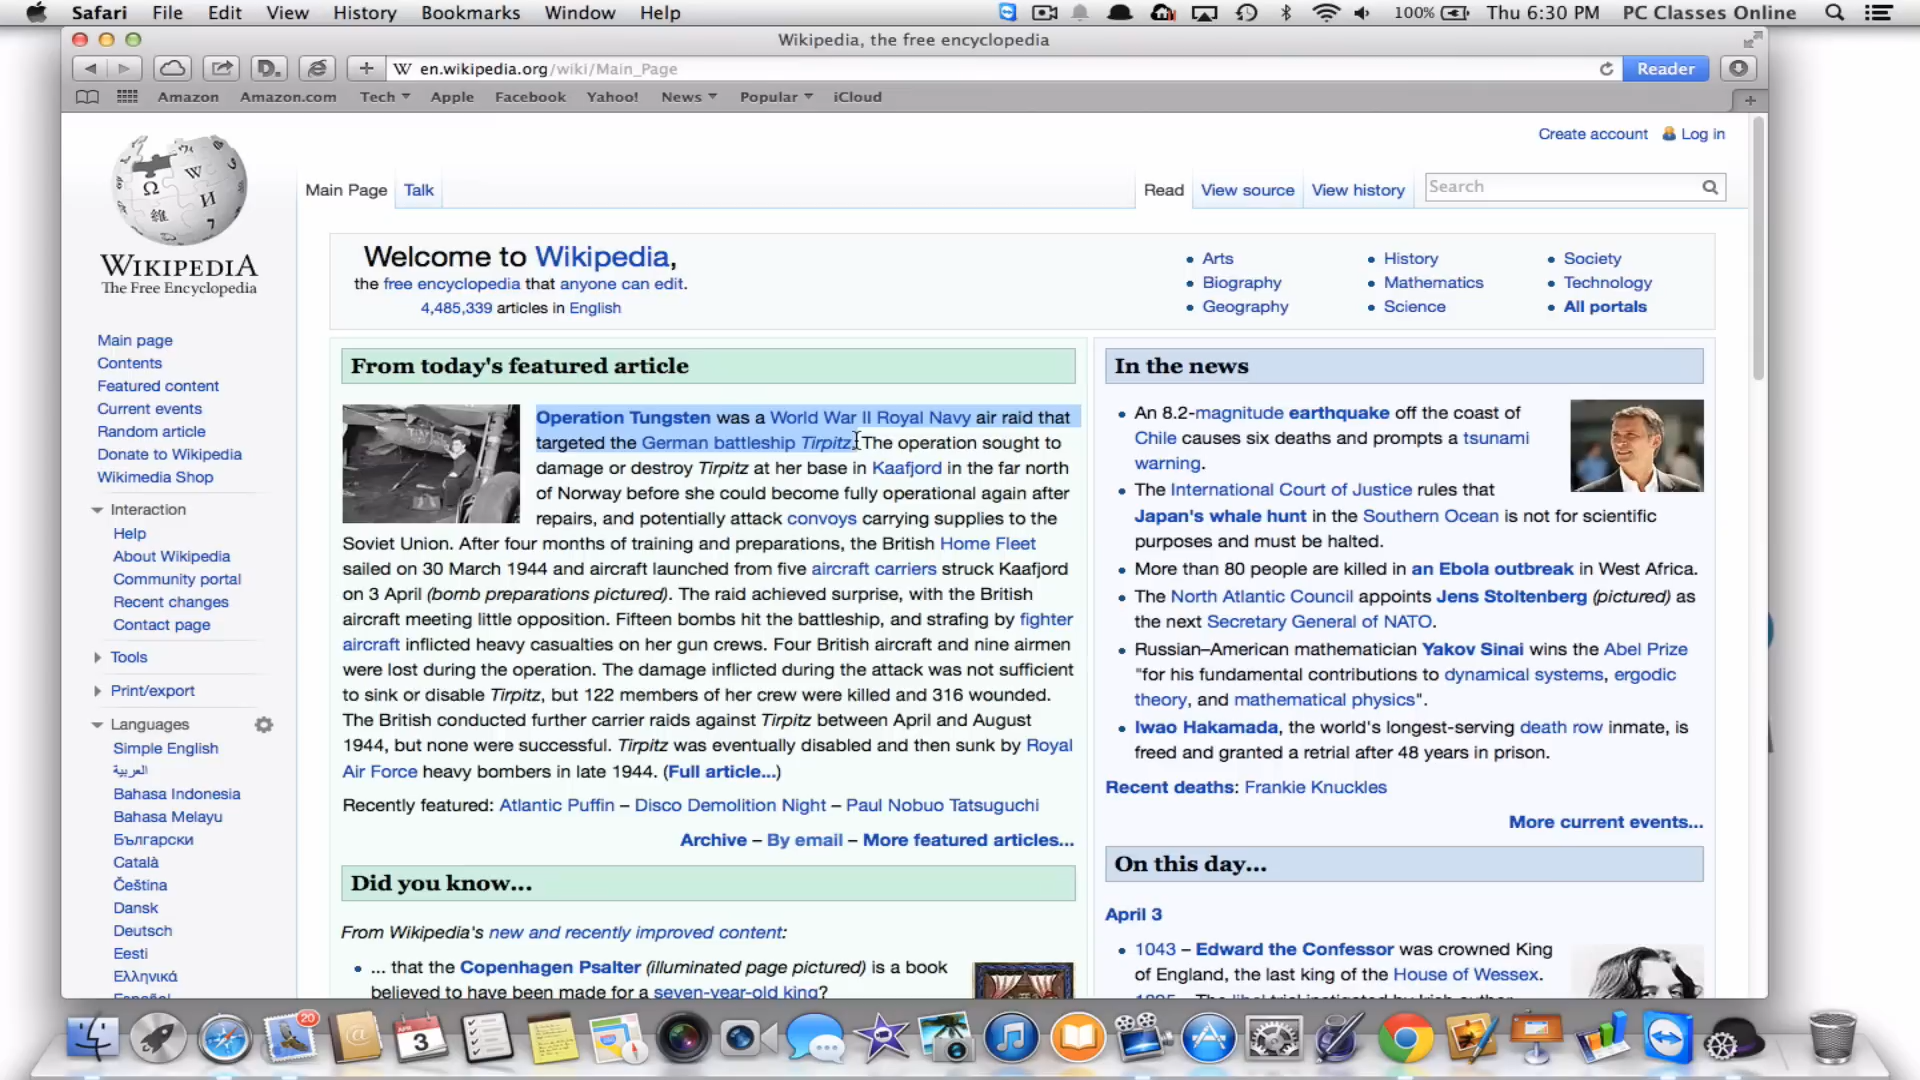 Safari File Edit View History Bookmarks Window Help 100% Thu 6:30 PM PC Classes Online
Wikipedia, the free encyclopedia
D. + W en.wikipedia.org/wiki/Main_Page Reader
Amazon Amazon.com Tech Apple Facebook Yahoo! News Popular iCloud +
Create account Log in
Main Page Talk Read View source View history Search
WIKIPEDIA
The Free Encyclopedia
Main page
Contents
Featured content
Current events
Random article
Donate to Wikipedia
Wikimedia Shop
Interaction
Help
About Wikipedia
Community portal
Recent changes
Contact page
Tools
Print/export
Languages
Simple English
العربية
Bahasa Indonesia
Bahasa Melayu
Български
Català
Čeština
Dansk
Deutsch
Eesti
Ελληνικά
Español
Welcome to Wikipedia,
the free encyclopedia that anyone can edit.
4,485,339 articles in English
• Arts
• Biography
• Geography
• History
• Mathematics
• Science
• Society
• Technology
• All portals
From today's featured article
Operation Tungsten was a World War II Royal Navy air raid that
targeted the German battleship Tirpitz. The operation sought to
damage or destroy Tirpitz at her base in Kaafjord in the far north
of Norway before she could become fully operational again after
repairs, and potentially attack convoys carrying supplies to the
Soviet Union. After four months of training and preparations, the British Home Fleet
sailed on 30 March 1944 and aircraft launched from five aircraft carriers struck Kaafjord
on 3 April (bomb preparations pictured). The raid achieved surprise, with the British
aircraft meeting little opposition. Fifteen bombs hit the battleship, and strafing by fighter
aircraft inflicted heavy casualties on her gun crews. Four British aircraft and nine airmen
were lost during the operation. The damage inflicted during the attack was not sufficient
to sink or disable Tirpitz, but 122 members of her crew were killed and 316 wounded.
The British conducted further carrier raids against Tirpitz between April and August
1944, but none were successful. Tirpitz was eventually disabled and then sunk by Royal
Air Force heavy bombers in late 1944. (Full article...)
Recently featured: Atlantic Puffin – Disco Demolition Night – Paul Nobuo Tatsuguchi
Archive – By email – More featured articles...
Did you know...
From Wikipedia's new and recently improved content:
• ... that the Copenhagen Psalter (illuminated page pictured) is a book
believed to have been made for a seven-year-old king?
In the news
• An 8.2-magnitude earthquake off the coast of
Chile causes six deaths and prompts a tsunami
warning.
• The International Court of Justice rules that
Japan's whale hunt in the Southern Ocean is not for scientific
purposes and must be halted.
• More than 80 people are killed in an Ebola outbreak in West Africa.
• The North Atlantic Council appoints Jens Stoltenberg (pictured) as
the next Secretary General of NATO.
• Russian–American mathematician Yakov Sinai wins the Abel Prize
"for his fundamental contributions to dynamical systems, ergodic
theory, and mathematical physics".
• Iwao Hakamada, the world's longest-serving death row inmate, is
freed and granted a retrial after 48 years in prison.
Recent deaths: Frankie Knuckles
More current events...
On this day...
April 3
• 1043 – Edward the Confessor was crowned King
of England, the last king of the House of Wessex.
20
APR
3